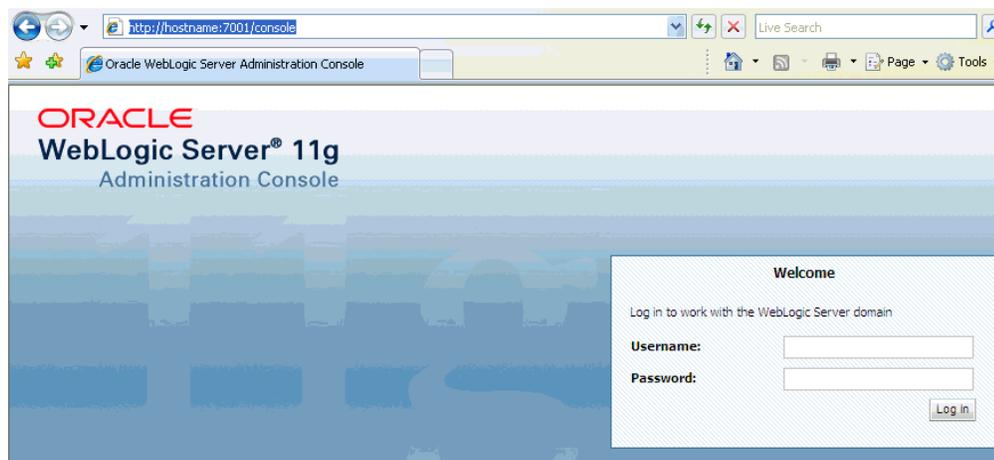 http://hostname:7001/console
Live Search
Oracle WebLogic Server Administration Console
Page
Tools
ORACLE
WebLogic Server® 11g
Administration Console
Welcome
Log in to work with the WebLogic Server domain
Username:
Password:
Log In